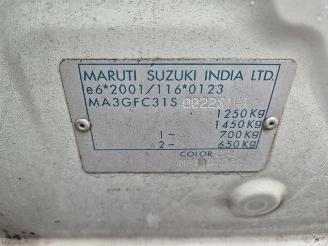 MARUTI SUZUKI INDIA LTD.
e6*2001/116*0123
MA3GFC31S
1250Kg
1450Kg
1- 700Kg
2- 650Kg
COLOR